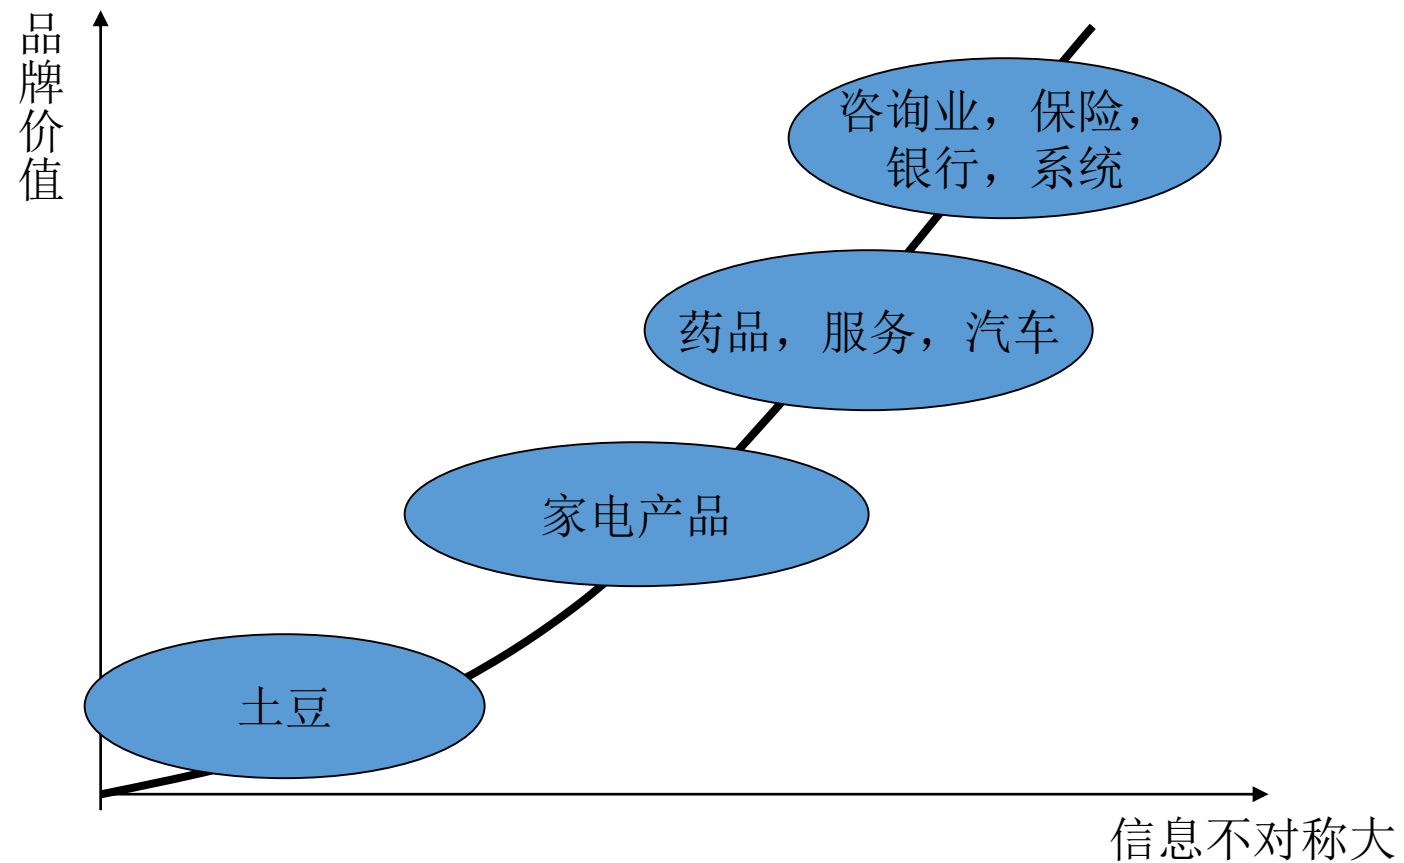 品牌价值
咨询业，保险，
银行，系统
药品，服务，汽车
家电产品
土豆
信息不对称大